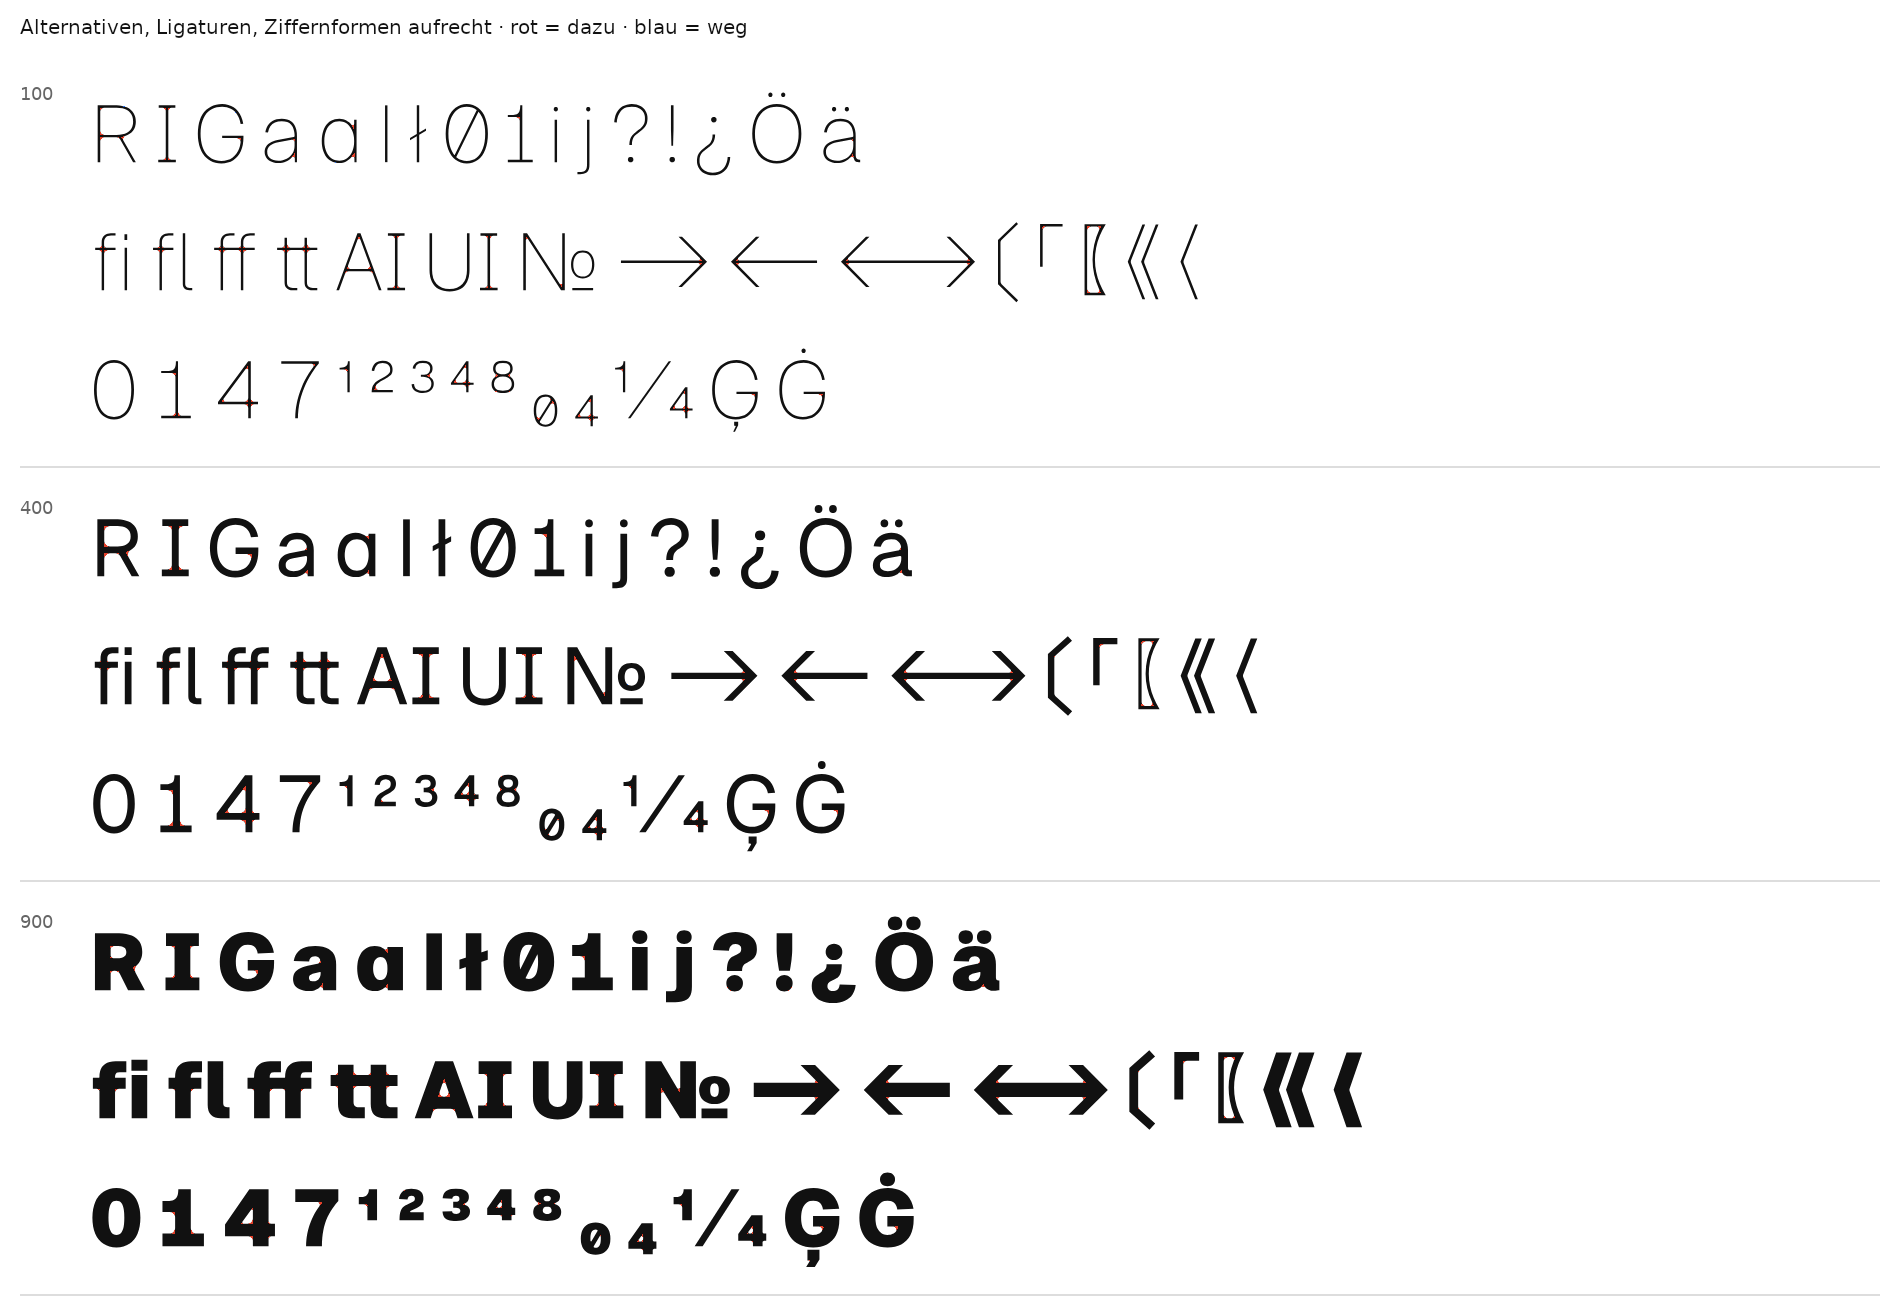 Alternativen, Ligaturen, Ziffernformen aufrecht · rot = dazu · blau = weg
100
R I G a ɑ l ł 0 1 i j ? ! ¿ Ö ä
fi fl ff tt AI UI № → ← ⟷ 〔 「 〖 《 〈
0 1 4 7 ¹ ² ³ ⁴ ⁸ ₀ ₄ ¼ Ģ Ġ
400
R I G a ɑ l ł 0 1 i j ? ! ¿ Ö ä
fi fl ff tt AI UI № → ← ⟷ 〔 「 〖 《 〈
0 1 4 7 ¹ ² ³ ⁴ ⁸ ₀ ₄ ¼ Ģ Ġ
900
R I G a ɑ l ł 0 1 i j ? ! ¿ Ö ä
fi fl ff tt AI UI № → ← ⟷ 〔 「 〖 《 〈
0 1 4 7 ¹ ² ³ ⁴ ⁸ ₀ ₄ ¼ Ģ Ġ